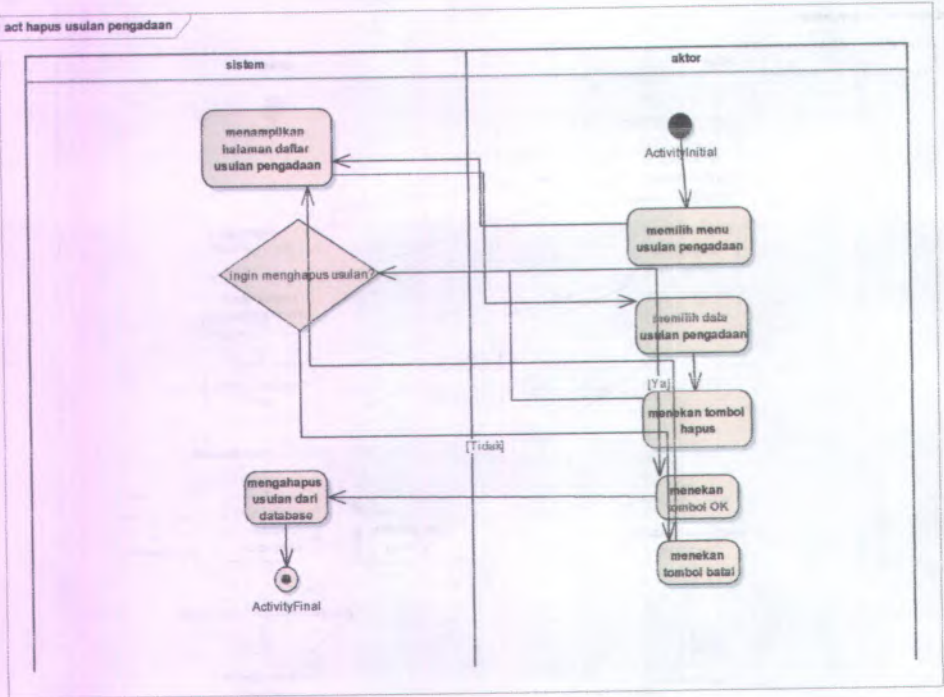 act hapus usulan pengadaan
sistem
aktor
menampilkan
halaman daftar
usulan pengadaan
ActivityInitial
memilih menu
usulan pengadaan
ingin menghapus usulan?
memilih data
usulan pengadaan
[Ya]
menekan tombol
hapus
[Tidak]
mengahapus
usulan dari
database
menekan
tombol OK
menekan
tombol batal
ActivityFinal